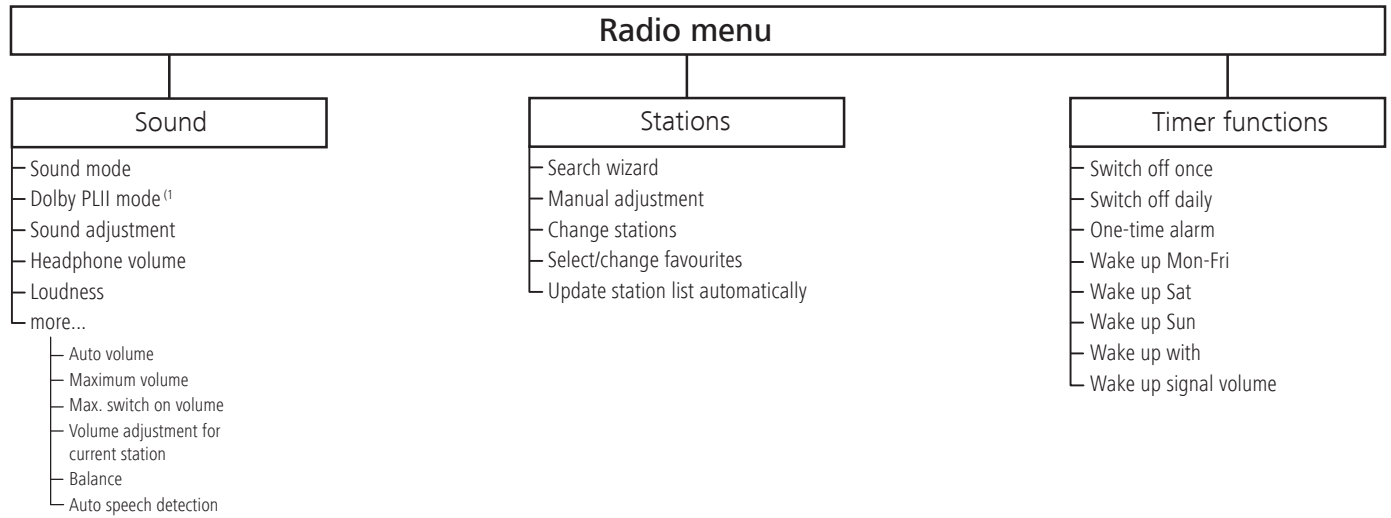 Radio menu
Sound
Sound mode
Dolby PLII mode (1
Sound adjustment
Headphone volume
Loudness
more...
Auto volume
Maximum volume
Max. switch on volume
Volume adjustment for
current station
Balance
Auto speech detection
Stations
Search wizard
Manual adjustment
Change stations
Select/change favourites
Update station list automatically
Timer functions
Switch off once
Switch off daily
One-time alarm
Wake up Mon-Fri
Wake up Sat
Wake up Sun
Wake up with
Wake up signal volume